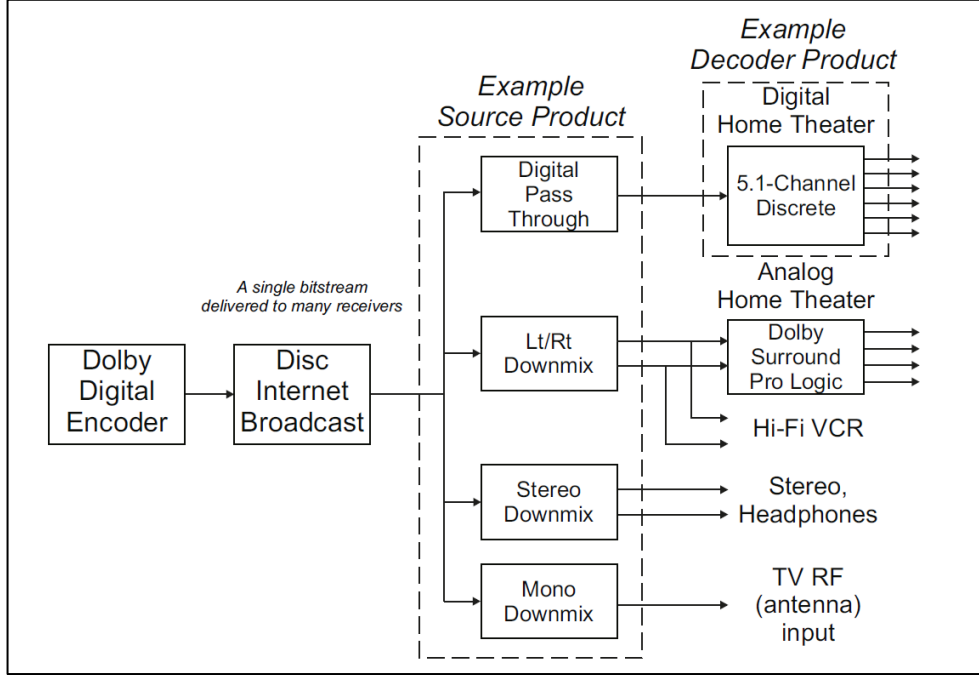 Example
Decoder Product
Example
Source Product
Digital
Home Theater
Digital
Pass
Through
5.1-Channel
Discrete
A single bitstream
delivered to many receivers
Analog
Home Theater
Dolby
Digital
Encoder
Disc
Internet
Broadcast
Lt/Rt
Downmix
Dolby
Surround
Pro Logic
Hi-Fi VCR
Stereo
Downmix
Stereo,
Headphones
Mono
Downmix
TV RF
(antenna)
input